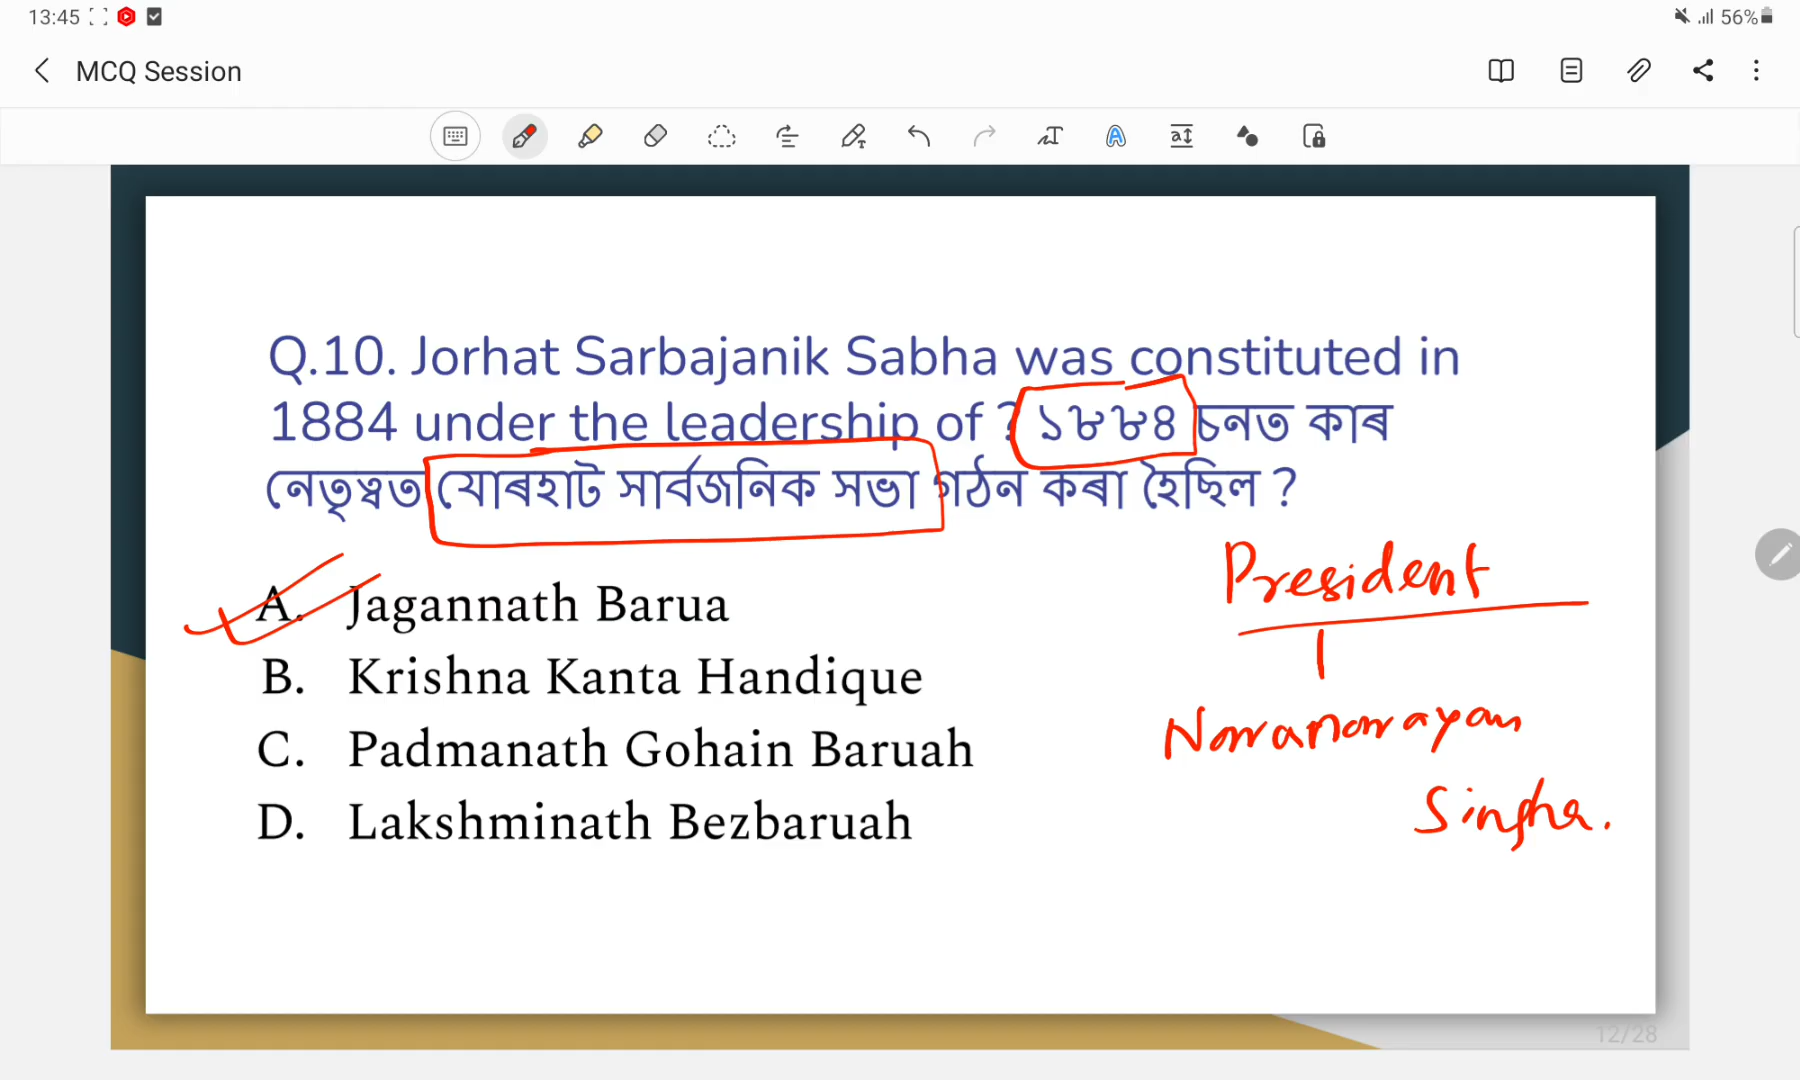 13:45
56%
MCQ Session
Q.10. Jorhat Sarbajanik Sabha was constituted in
1884 under the leadership of ? ১৮৮৪ চনত কাৰ
নেতৃত্বত যোৰহাট সাৰ্বজনিক সভা গঠন কৰা হৈছিল ?
A. Jagannath Barua
B. Krishna Kanta Handique
C. Padmanath Gohain Baruah
D. Lakshminath Bezbaruah
President
Noranarayan
Singha.
12/28